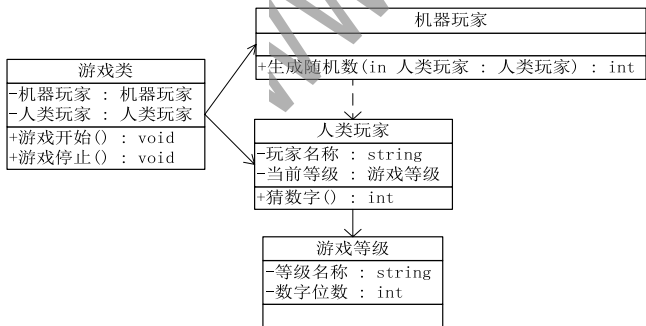 机器玩家
+生成随机数(in 人类玩家 : 人类玩家) : int
游戏类
-机器玩家 : 机器玩家
-人类玩家 : 人类玩家
+游戏开始() : void
+游戏停止() : void
人类玩家
-玩家名称 : string
-当前等级 : 游戏等级
+猜数字() : int
游戏等级
-等级名称 : string
-数字位数 : int